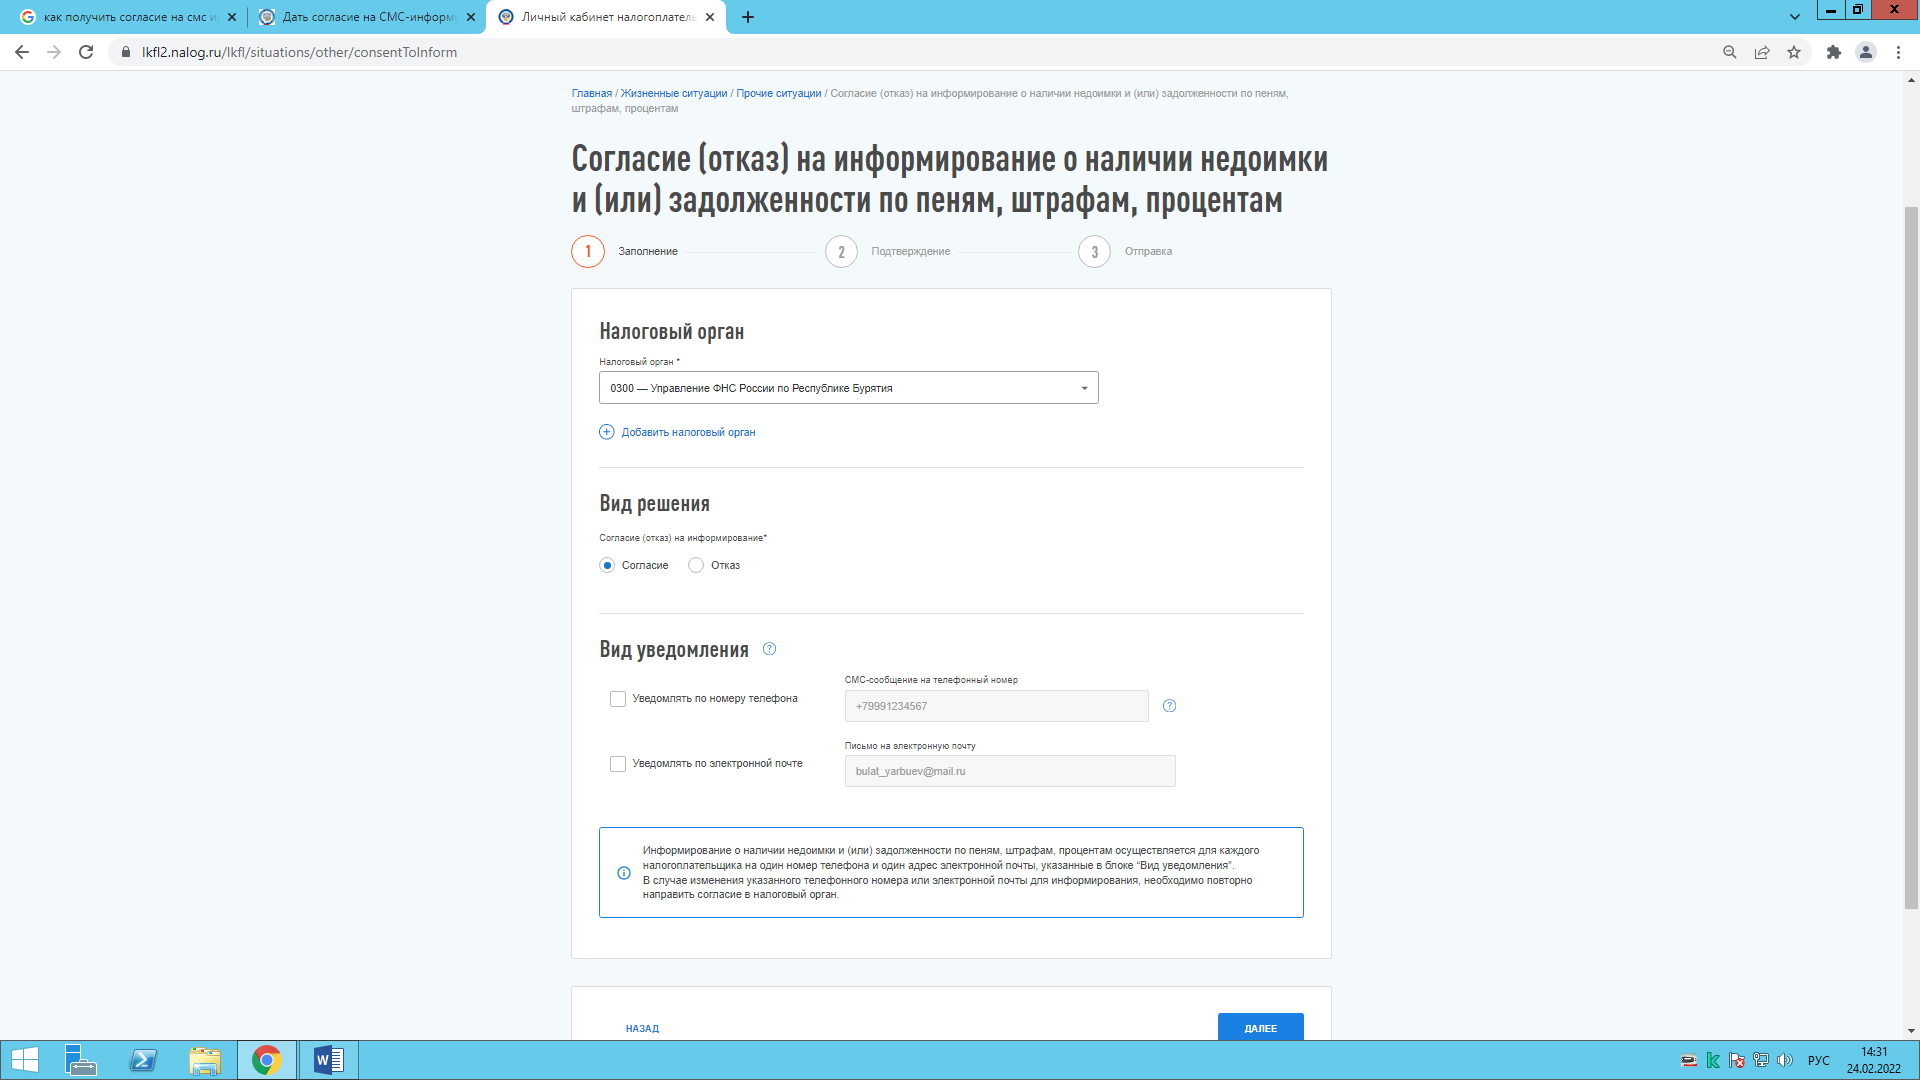 как получить согласие на смс и
Дать согласие на СМС-информ
Личный кабинет налогоплатель
lkfl2.nalog.ru/lkfl/situations/other/consentToInform
Главная / Жизненные ситуации / Прочие ситуации / Согласие (отказ) на информирование о наличии недоимки и (или) задолженности по пеням,
штрафам, процентам
Согласие (отказ) на информирование о наличии недоимки
и (или) задолженности по пеням, штрафам, процентам
1 Заполнение 2 Подтверждение 3 Отправка
Налоговый орган
Налоговый орган *
0300 — Управление ФНС России по Республике Бурятия
Добавить налоговый орган
Вид решения
Согласие (отказ) на информирование*
Согласие Отказ
Вид уведомления ?
СМС-сообщение на телефонный номер
Уведомлять по номеру телефона +79991234567 ?
Письмо на электронную почту
Уведомлять по электронной почте bulat_yarbuev@mail.ru
Информирование о наличии недоимки и (или) задолженности по пеням, штрафам, процентам осуществляется для каждого
налогоплательщика на один номер телефона и один адрес электронной почты, указанные в блоке “Вид уведомления”.
В случае изменения указанного телефонного номера или электронной почты для информирования, необходимо повторно
направить согласие в налоговый орган.
НАЗАД ДАЛЕЕ
РУС
14:31
24.02.2022